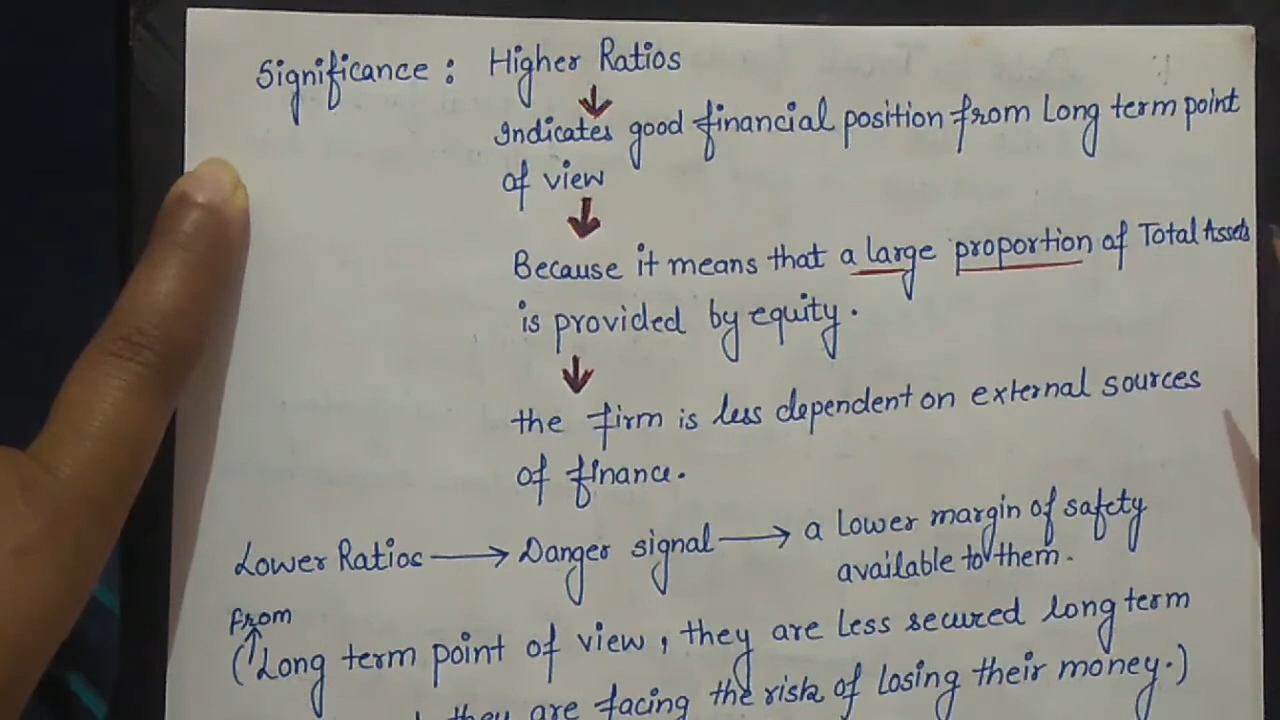 Significance: Higher Ratios
↓
Indicates good financial position from Long term point
of view
↓
Because it means that a large proportion of Total Assets
is provided by equity.
↓
the firm is less dependent on external sources
of finance.
Lower Ratios → Danger signal → a Lower margin of safety
available to them.
from
(Long term point of view, they are less secured long term
they are facing the risk of losing their money.)